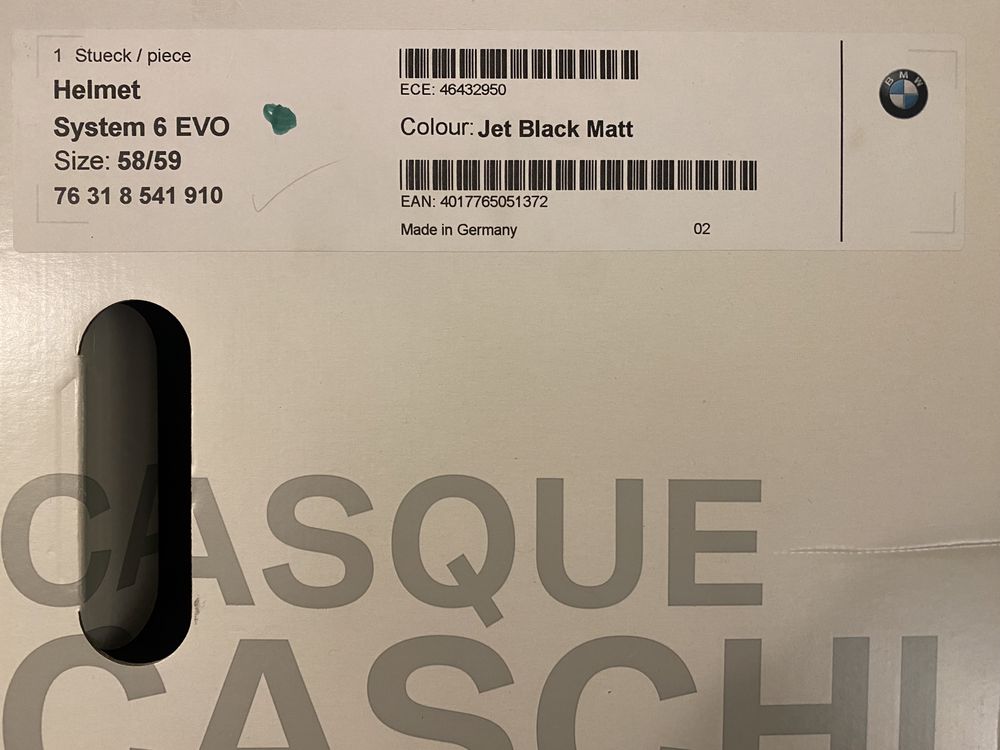 1 Stueck / piece
Helmet
System 6 EVO
Size: 58/59
76 31 8 541 910
ECE: 46432950
Colour: Jet Black Matt
EAN: 4017765051372
Made in Germany 02
BMW
CASQUE
CASCHI